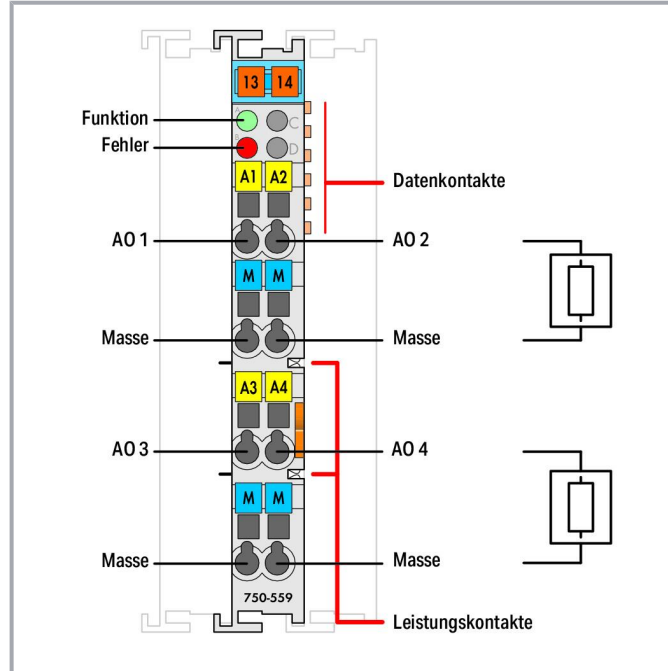 13 14
A C
Funktion
B D
Fehler
A1 A2
Datenkontakte
AO 1
AO 2
M M
Masse
Masse
A3 A4
AO 3
AO 4
M M
Masse
Masse
750-559
Leistungskontakte